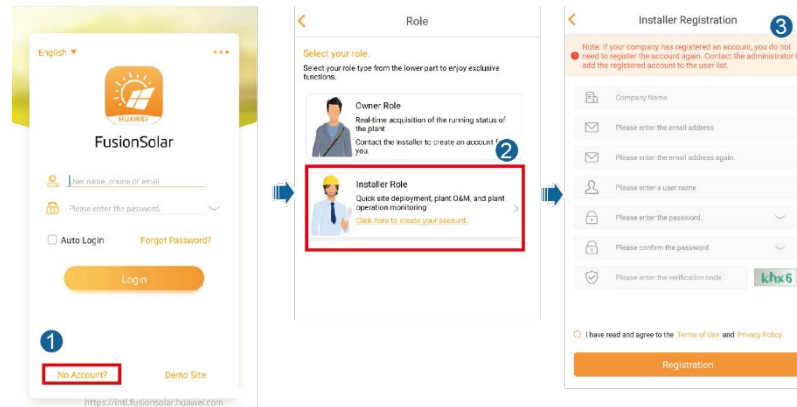 English
HUAWEI
FusionSolar
User name, phone or email
Please enter the password.
Auto Login
Forgot Password?
Login
1
No Account?
Demo Site
https://intl.fusionsolar.huawei.com
Role
Select your role.
Select your role type from the lower part to enjoy exclusive
functions.
Owner Role
Real-time acquisition of the running status of
the plant
Contact the installer to create an account
you.
2
Installer Role
Quick site deployment, plant O&M, and plant
operation monitoring
Click here to create your account.
Installer Registration
3
Note: If your company has registered an account, you do not
need to register the account again. Contact the administrator
add the registered account to the user list.
Company Name
Please enter the email address.
Please enter the email address again.
Please enter a user name
Please enter the password.
Please confirm the password
Please enter the verification code.
khx6
I have read and agree to the Terms of Use and Privacy Policy
Registration